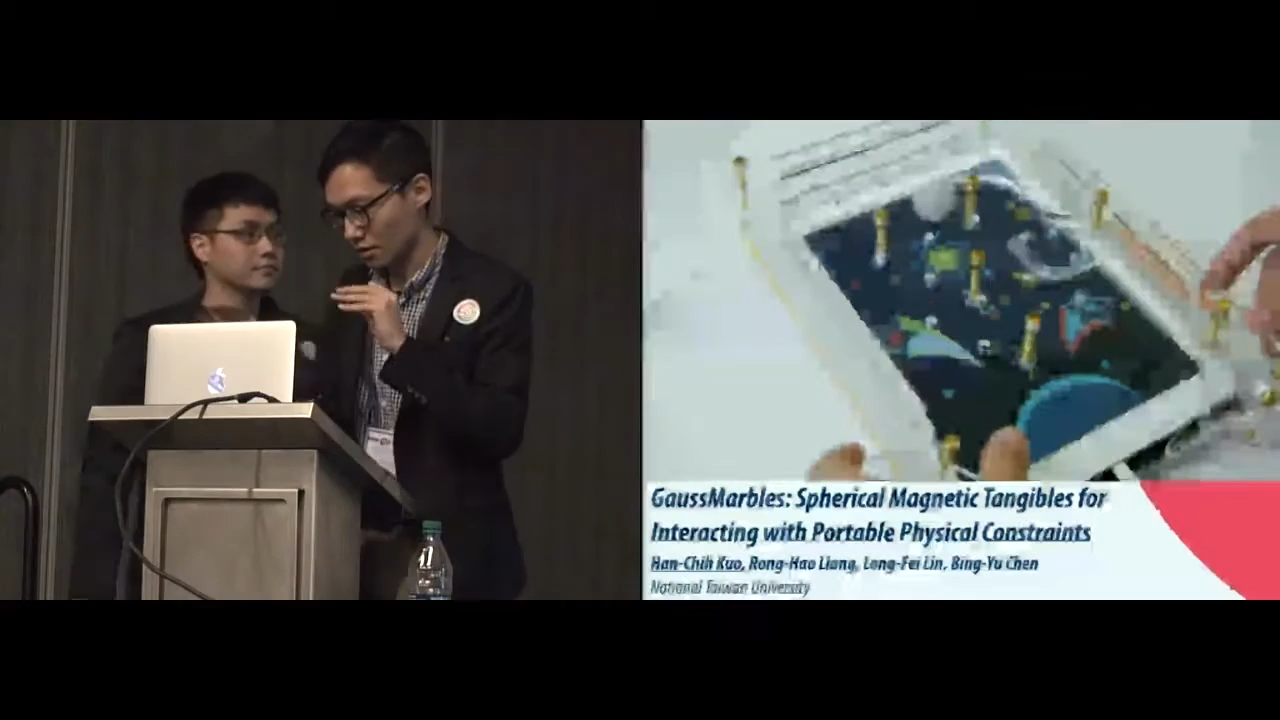 GaussMarbles: Spherical Magnetic Tangibles for
Interacting with Portable Physical Constraints
Han-Chih Kuo, Rong-Hao Liang, Long-Fei Lin, Bing-Yu Chen
National Taiwan University